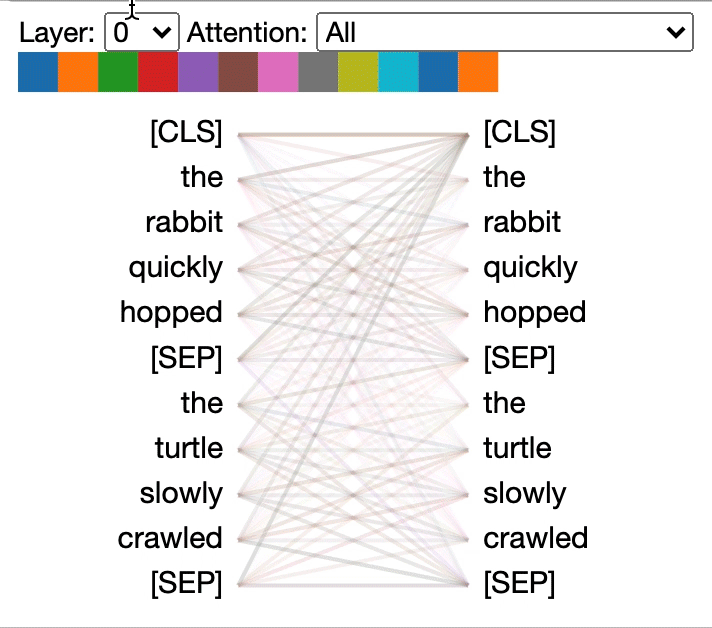 Layer: 0 Attention: All
[CLS] [CLS]
the the
rabbit rabbit
quickly quickly
hopped hopped
[SEP] [SEP]
the the
turtle turtle
slowly slowly
crawled crawled
[SEP] [SEP]